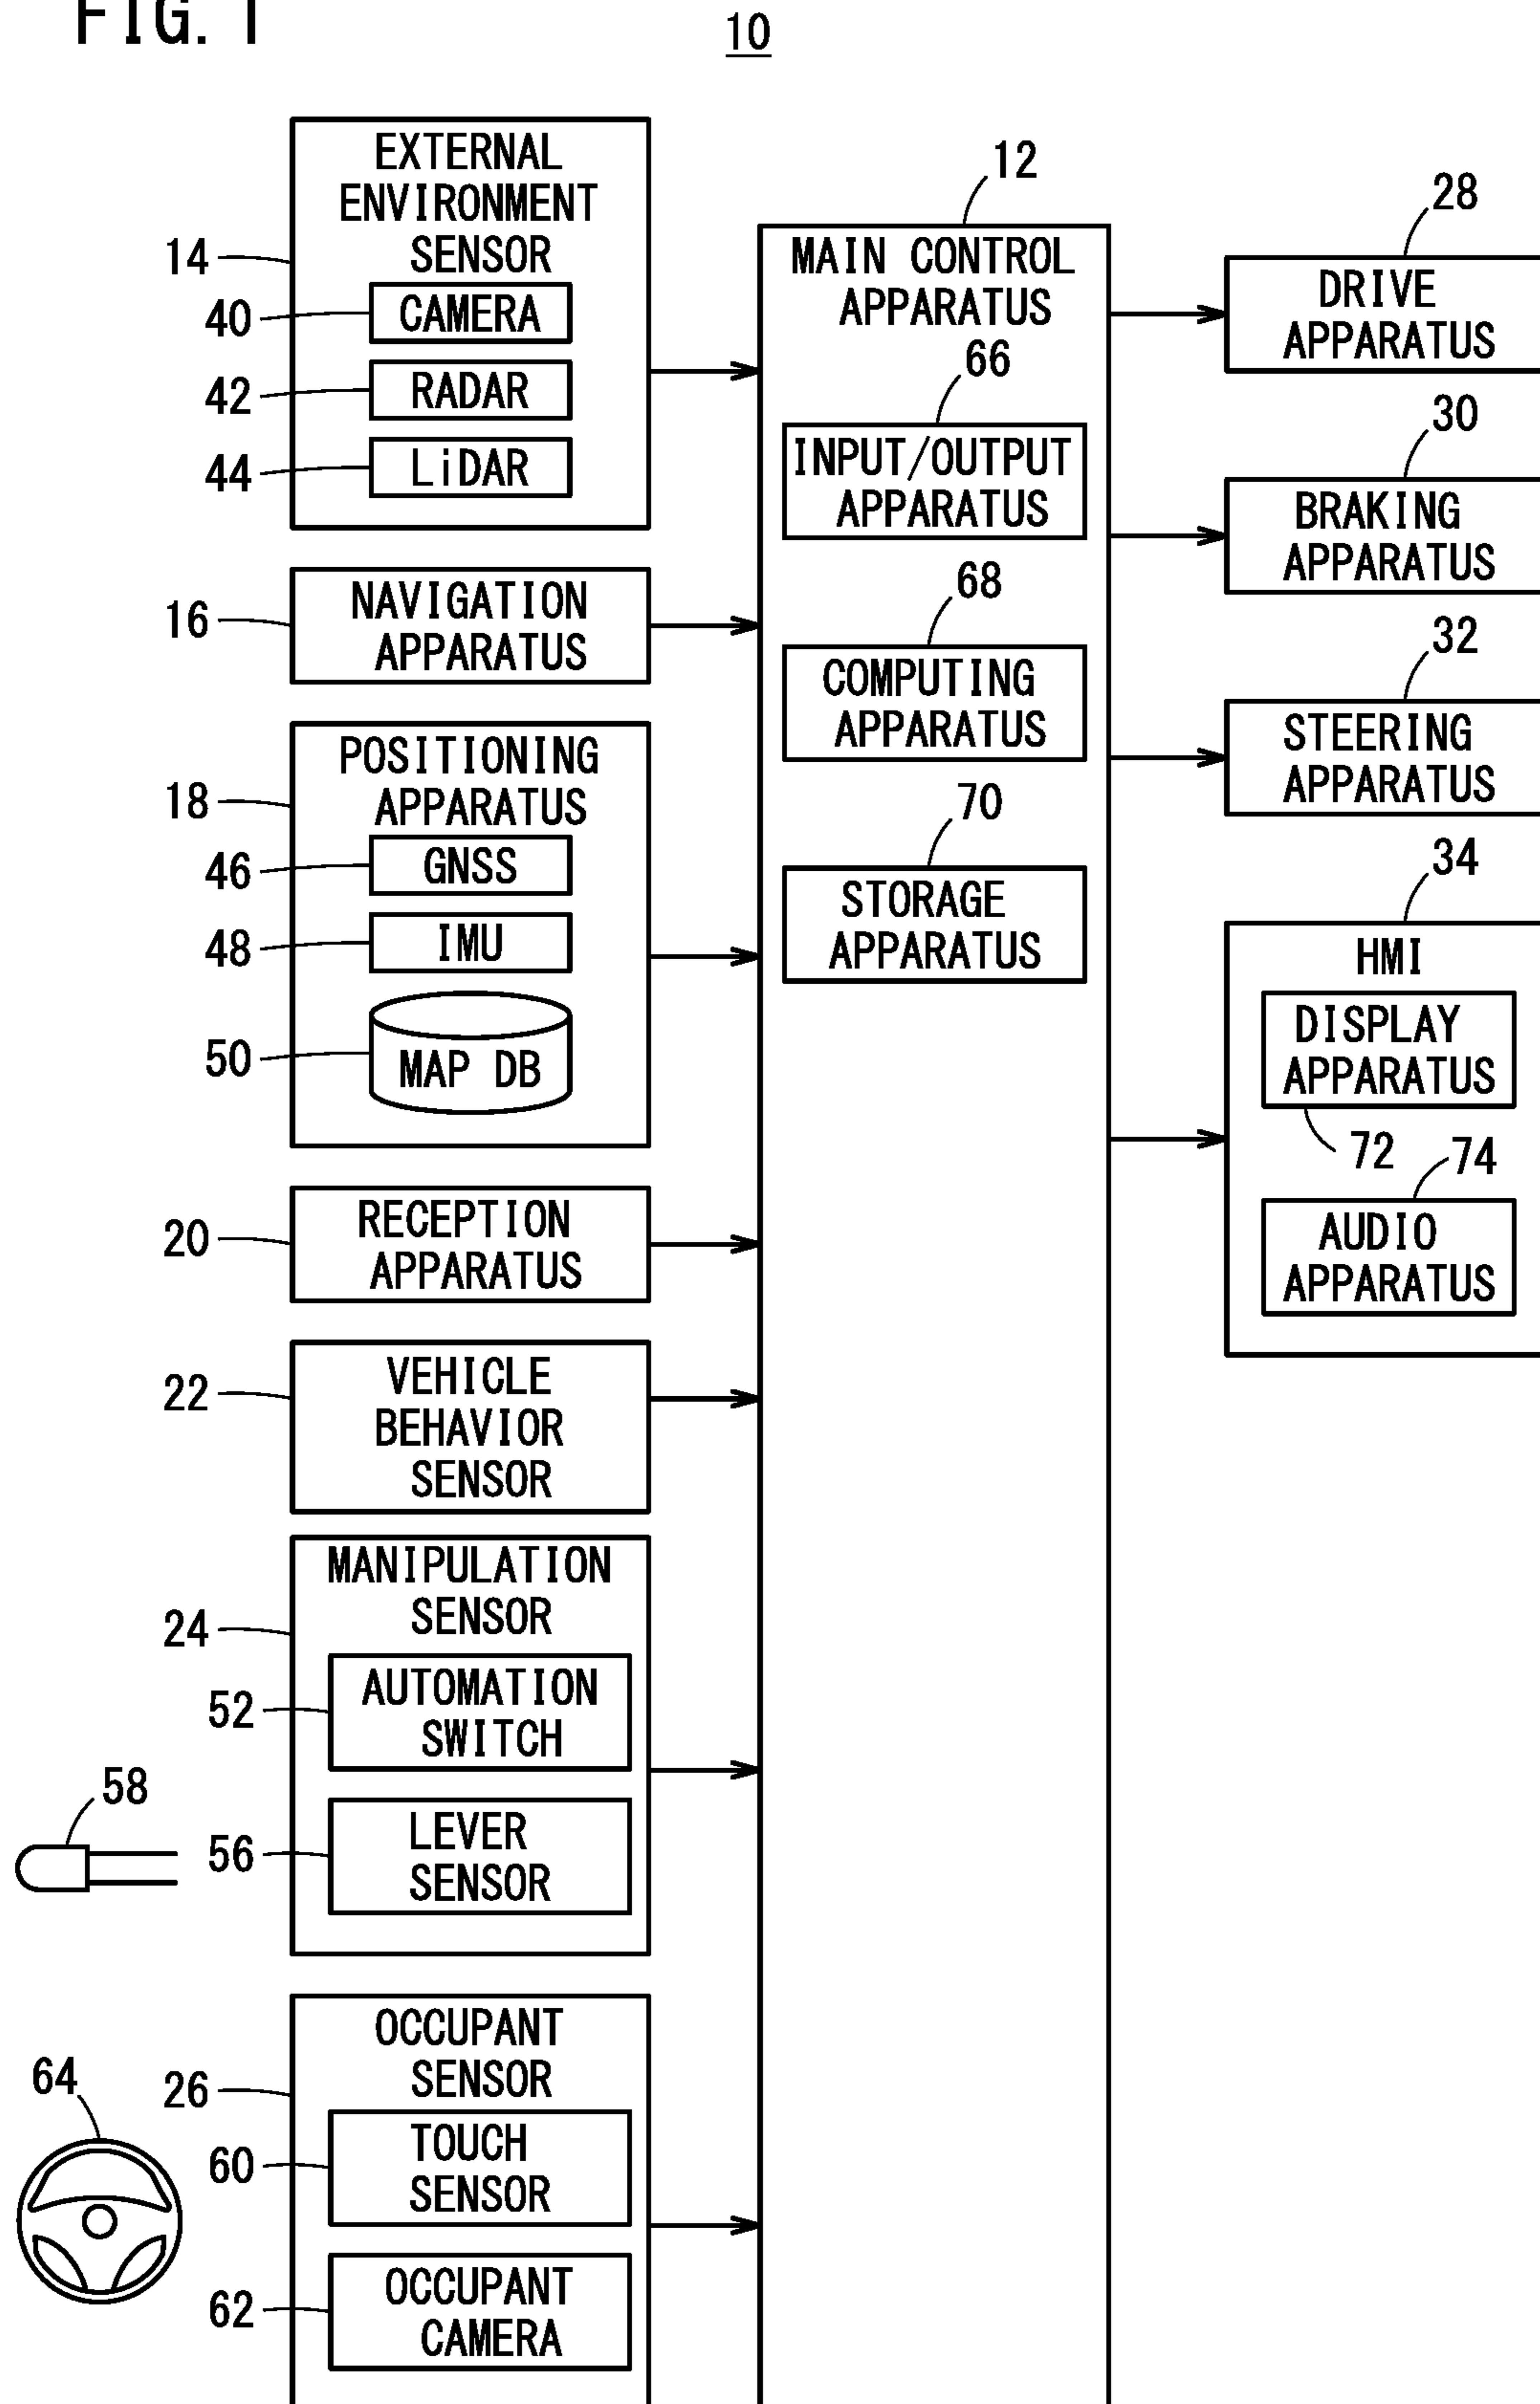 FIG. 1
10
EXTERNAL
ENVIRONMENT
SENSOR
14
40
CAMERA
42
RADAR
44
LiDAR
16
NAVIGATION
APPARATUS
18
POSITIONING
APPARATUS
46
GNSS
48
IMU
50
MAP DB
20
RECEPTION
APPARATUS
22
VEHICLE
BEHAVIOR
SENSOR
24
MANIPULATION
SENSOR
52
AUTOMATION
SWITCH
58
56
LEVER
SENSOR
64
26
OCCUPANT
SENSOR
60
TOUCH
SENSOR
62
OCCUPANT
CAMERA
12
MAIN CONTROL
APPARATUS
66
INPUT/OUTPUT
APPARATUS
68
COMPUTING
APPARATUS
70
STORAGE
APPARATUS
28
DRIVE
APPARATUS
30
BRAKING
APPARATUS
32
STEERING
APPARATUS
34
HMI
DISPLAY
APPARATUS
72
74
AUDIO
APPARATUS